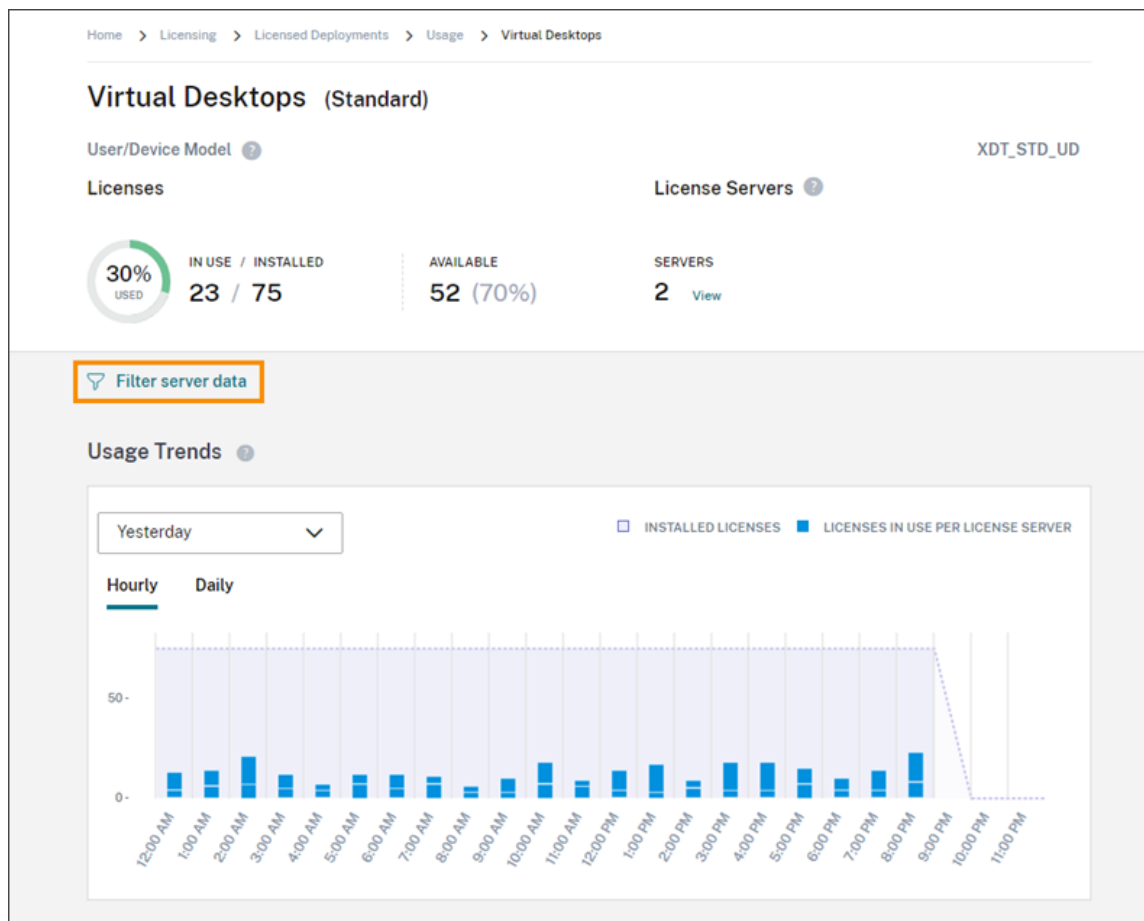 Home > Licensing > Licensed Deployments > Usage > Virtual Desktops
Virtual Desktops (Standard)
User/Device Model ? XDT_STD_UD
Licenses License Servers ?
30% USED
IN USE / INSTALLED AVAILABLE SERVERS
23 / 75 52 (70%) 2 View
Filter server data
Usage Trends ?
Yesterday INSTALLED LICENSES LICENSES IN USE PER LICENSE SERVER
Hourly Daily
50-
0-
12:00 AM 1:00 AM 2:00 AM 3:00 AM 4:00 AM 5:00 AM 6:00 AM 7:00 AM 8:00 AM 9:00 AM 10:00 AM 11:00 AM 12:00 PM 1:00 PM 2:00 PM 3:00 PM 4:00 PM 5:00 PM 6:00 PM 7:00 PM 8:00 PM 9:00 PM 10:00 PM 11:00 PM